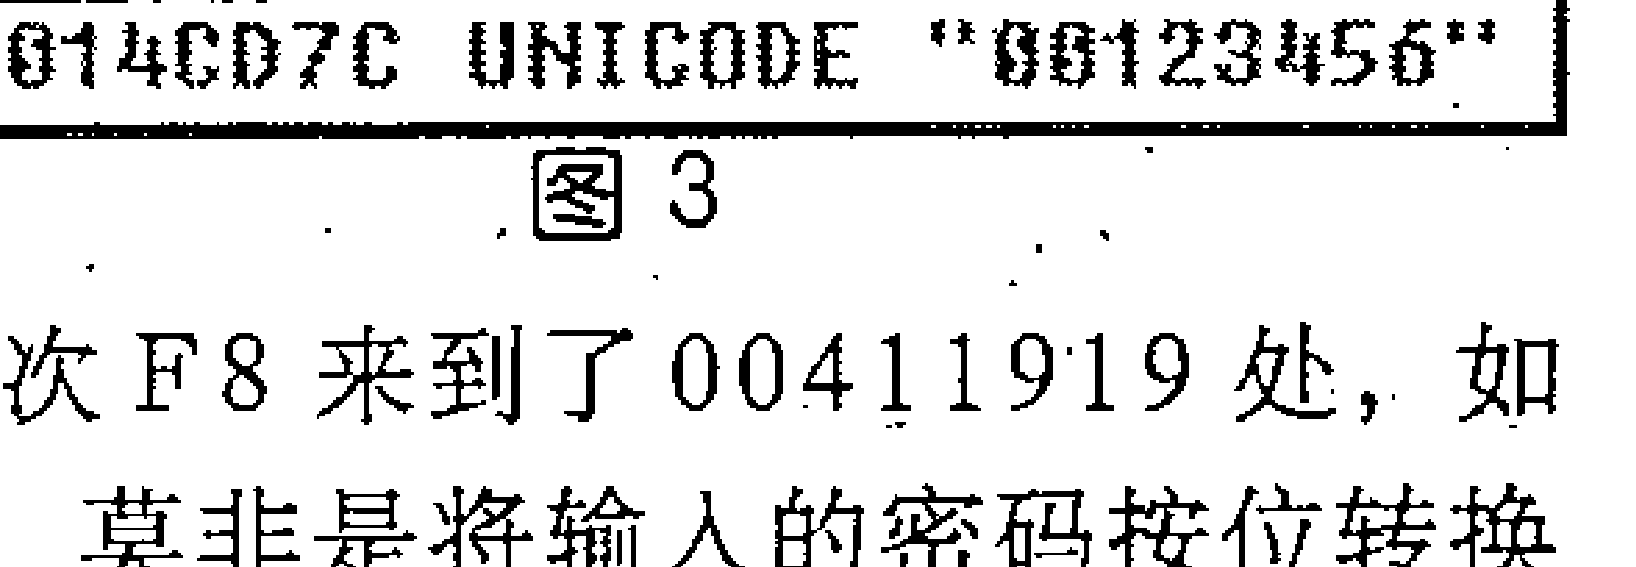 014CD7C UNICODE "00123456"
图 3
次 F8 来到了 00411919 处，如
莫非是将输入的密码按位转换